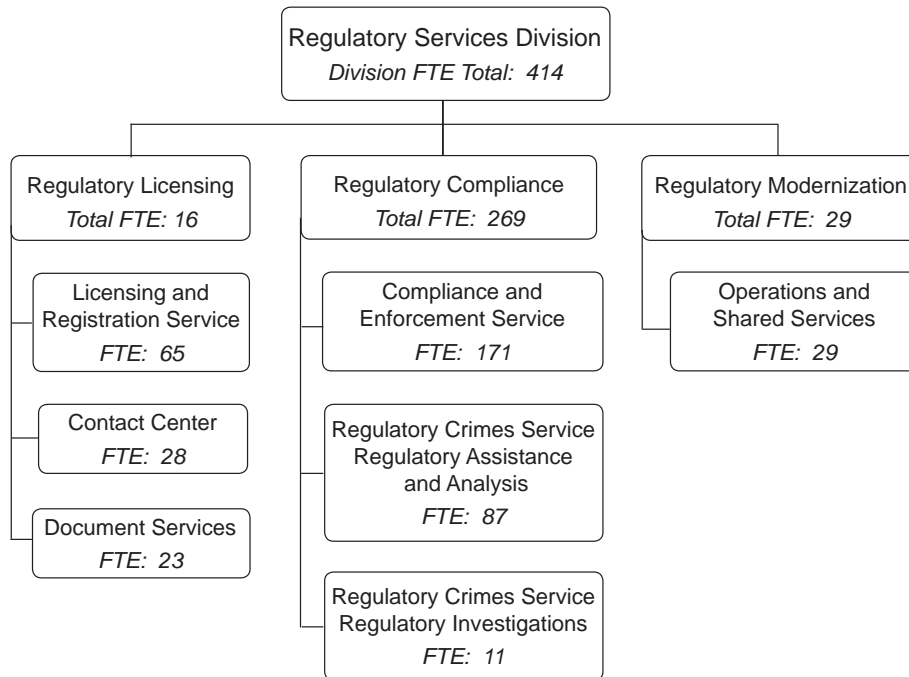 Regulatory Services Division
Division FTE Total: 414
Regulatory Licensing
Total FTE: 16
Licensing and
Registration Service
FTE: 65
Contact Center
FTE: 28
Document Services
FTE: 23
Regulatory Compliance
Total FTE: 269
Compliance and
Enforcement Service
FTE: 171
Regulatory Crimes Service
Regulatory Assistance
and Analysis
FTE: 87
Regulatory Crimes Service
Regulatory Investigations
FTE: 11
Regulatory Modernization
Total FTE: 29
Operations and
Shared Services
FTE: 29